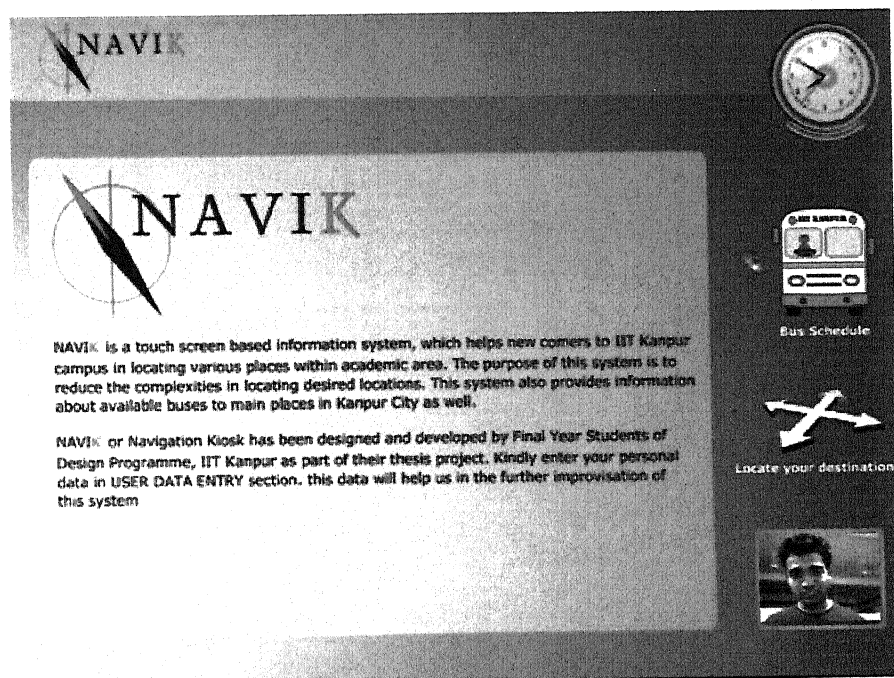 NAVIK
NAVIK
IIT KANPUR
Bus Schedule
NAVIK is a touch screen based information system, which helps new comers to IIT Kanpur
campus in locating various places within academic area. The purpose of this system is to
reduce the complexities in locating desired locations. This system also provides information
about available buses to main places in Kanpur City as well.
NAVIK or Navigation Kiosk has been designed and developed by Final Year Students of
Design Programme, IIT Kanpur as part of their thesis project. Kindly enter your personal
data in USER DATA ENTRY section. this data will help us in the further improvisation of
this system
Locate your destination